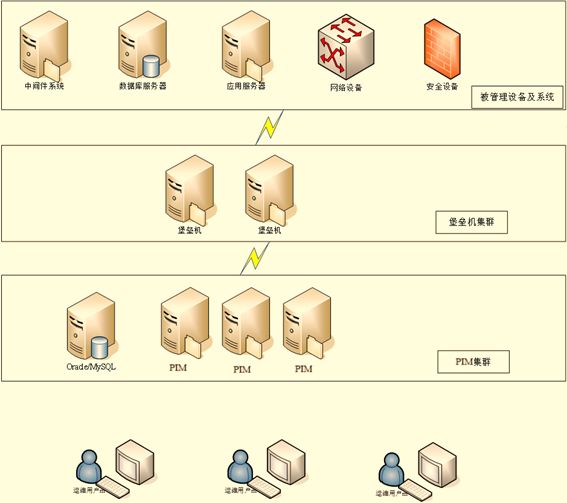 中间件系统 数据库服务器 应用服务器 网络设备 安全设备
被管理设备及系统
堡垒机 堡垒机
堡垒机集群
Oracle/MySQL PIM PIM PIM
PIM集群
运维用户 运维用户 运维用户